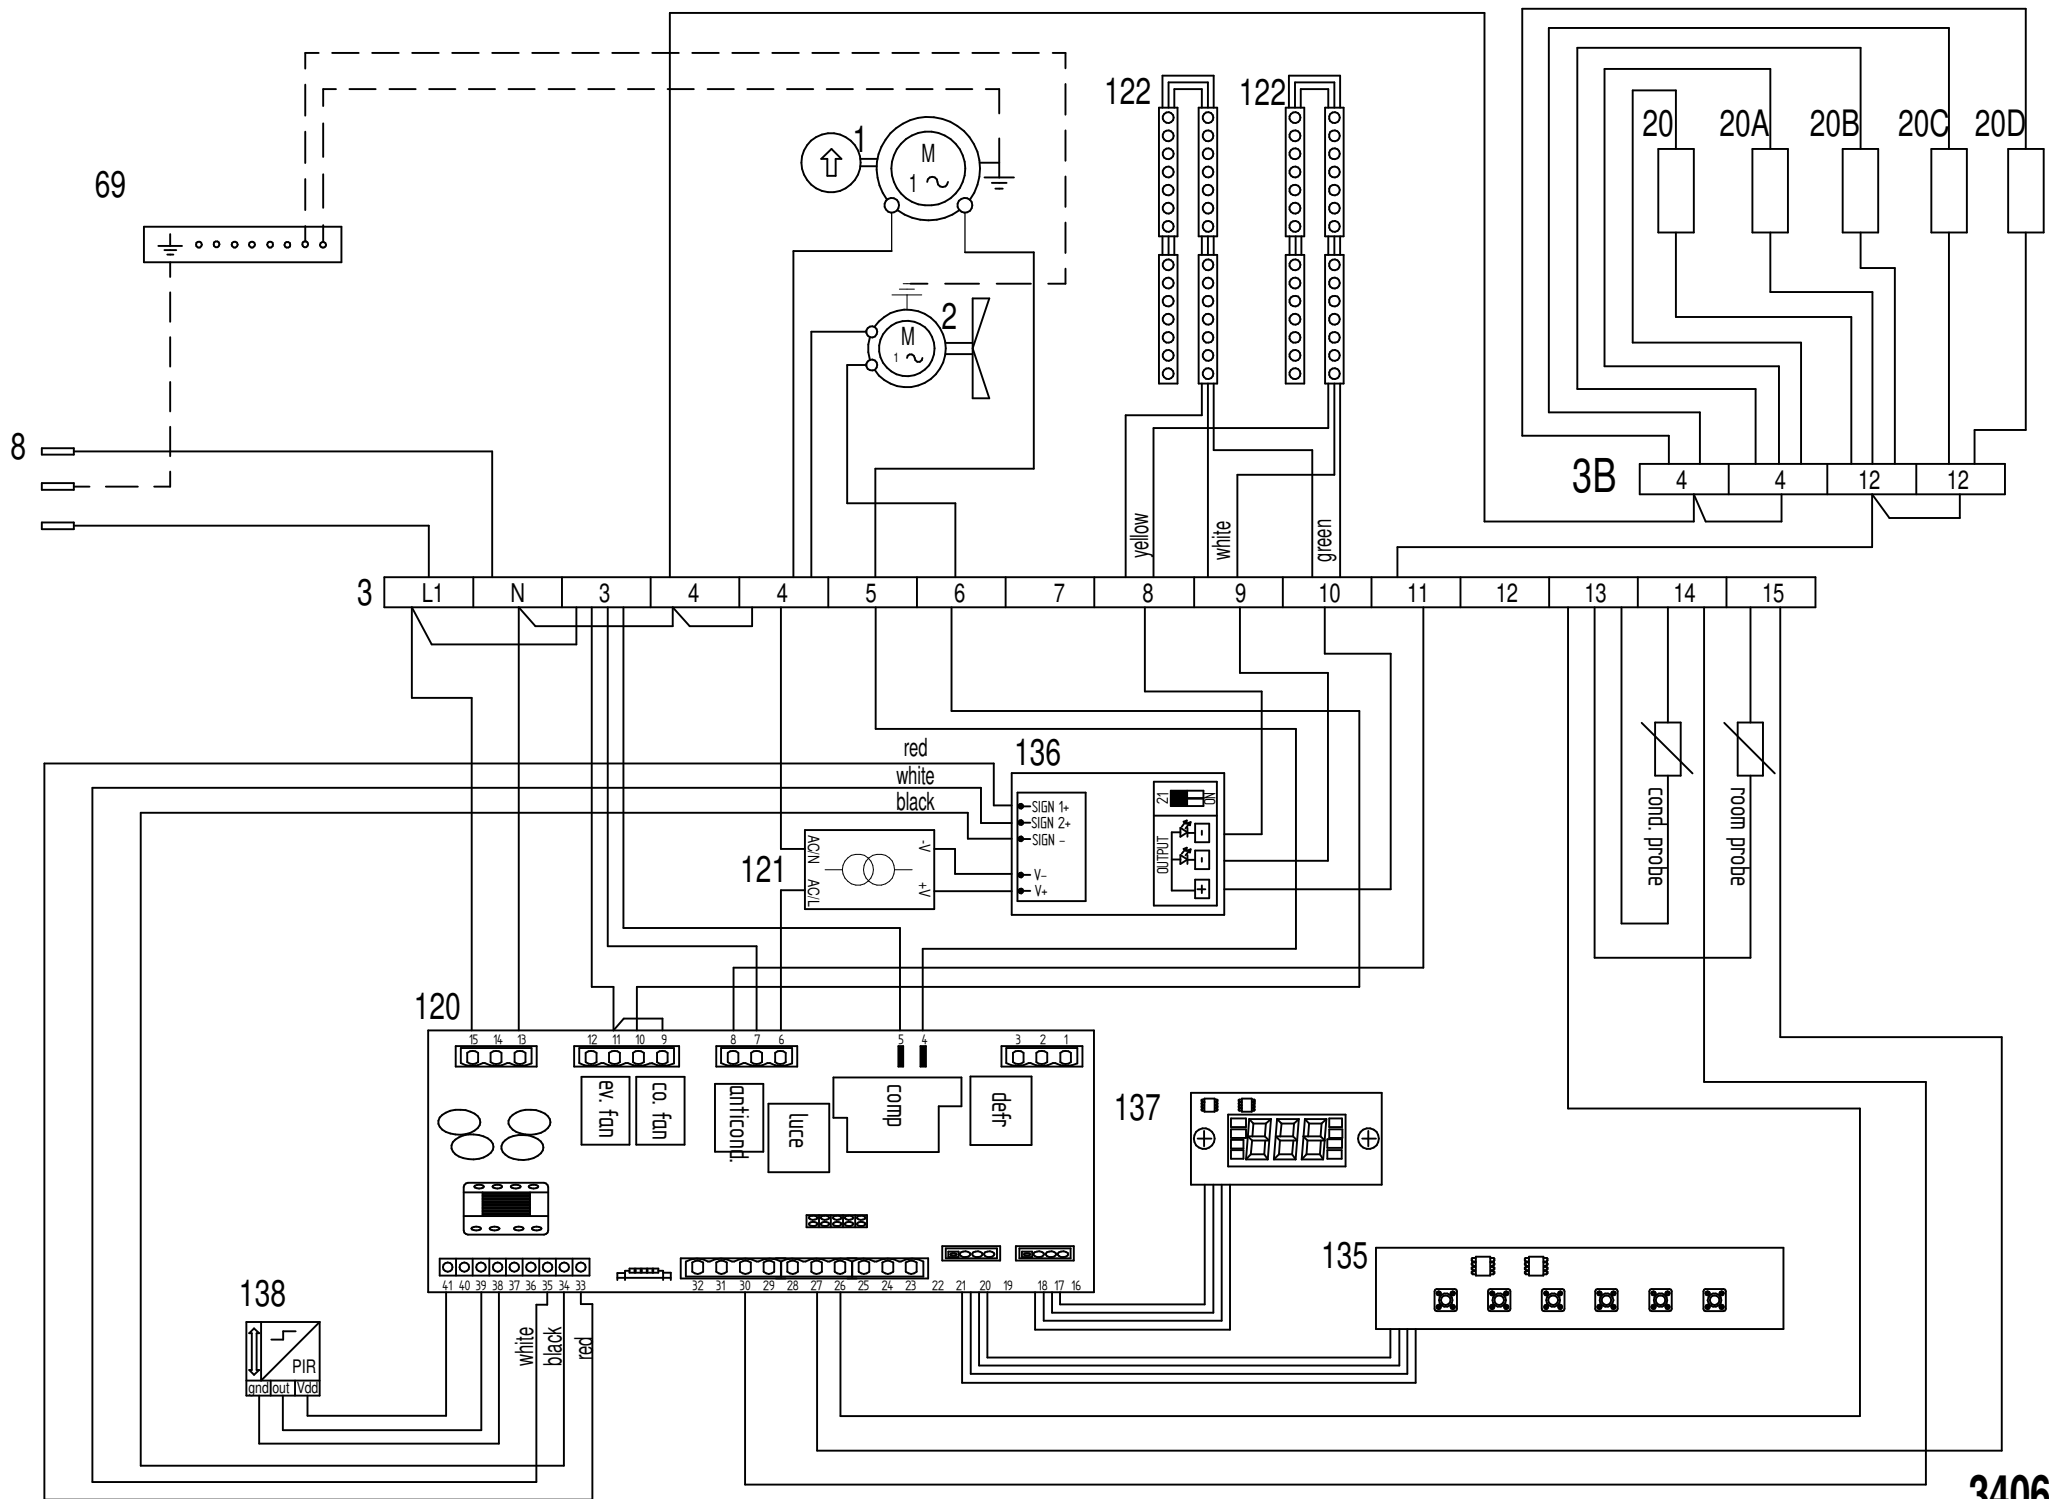 122
122
20
20A
20B
20C
20D
1
M
1
69
2
M
1
8
3B
4
4
12
12
yellow
white
green
3
L1
N
3
4
4
5
6
7
8
9
10
11
12
13
14
15
red
white
black
136
SIGN 1+
SIGN 2+
SIGN -
V-
V+
21
ON
OUTPUT
-
-
+
121
AC/N
AC/L
-V
+V
cond. probe
room probe
120
15 14 13
12 11 10 9
8 7 6
5 4
3 2 1
ev. fan
co. fan
anticond.
luce
comp
defr
137
135
41 40 39 38 37 36 35 34 33
32 31 30 29 28 27 26 25 24 23
22 21 20 19
18 17 16
138
PIR
gnd out Vdd
white
black
red
3406